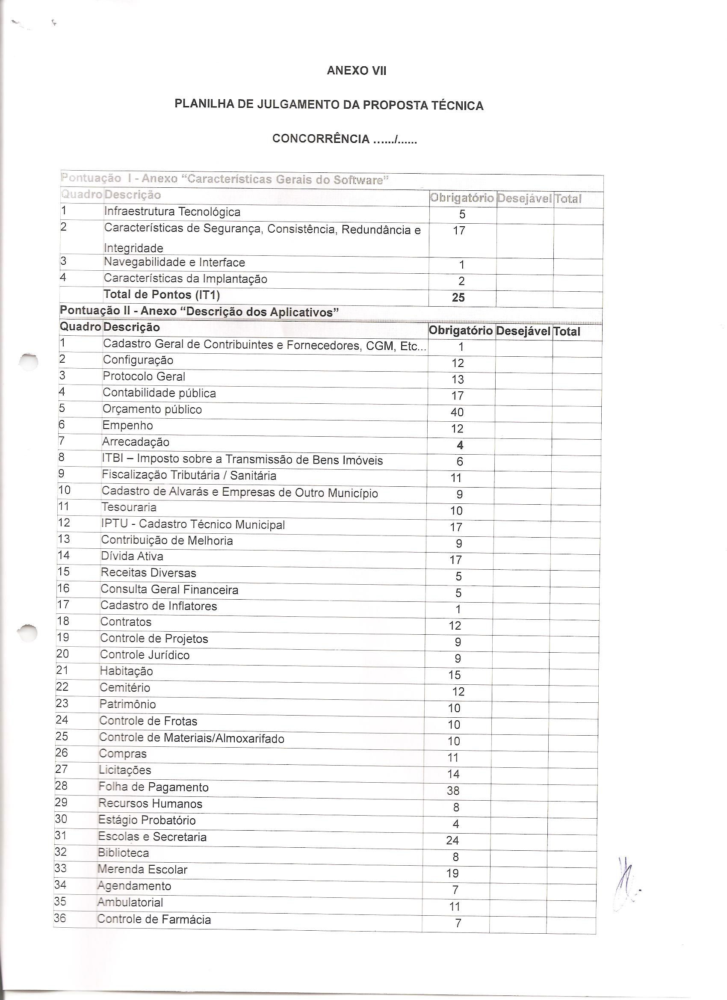 ANEXO VII
PLANILHA DE JULGAMENTO DA PROPOSTA TÉCNICA
CONCORRÊNCIA ....../......
Pontuação I - Anexo “Características Gerais do Software”
Quadro Descrição Obrigatório Desejável Total
1 Infraestrutura Tecnológica 5
2 Características de Segurança, Consistência, Redundância e 17
Integridade
3 Navegabilidade e Interface 1
4 Características da Implantação 2
Total de Pontos (IT1) 25
Pontuação II - Anexo “Descrição dos Aplicativos”
Quadro Descrição Obrigatório Desejável Total
1 Cadastro Geral de Contribuintes e Fornecedores, CGM, Etc... 1
2 Configuração 12
3 Protocolo Geral 13
4 Contabilidade pública 17
5 Orçamento público 40
6 Empenho 12
7 Arrecadação 4
8 ITBI – Imposto sobre a Transmissão de Bens Imóveis 6
9 Fiscalização Tributária / Sanitária 11
10 Cadastro de Alvarás e Empresas de Outro Município 9
11 Tesouraria 10
12 IPTU - Cadastro Técnico Municipal 17
13 Contribuição de Melhoria 9
14 Dívida Ativa 17
15 Receitas Diversas 5
16 Consulta Geral Financeira 5
17 Cadastro de Inflatores 1
18 Contratos 12
19 Controle de Projetos 9
20 Controle Jurídico 9
21 Habitação 15
22 Cemitério 12
23 Patrimônio 10
24 Controle de Frotas 10
25 Controle de Materiais/Almoxarifado 10
26 Compras 11
27 Licitações 14
28 Folha de Pagamento 38
29 Recursos Humanos 8
30 Estágio Probatório 4
31 Escolas e Secretaria 24
32 Biblioteca 8
33 Merenda Escolar 19
34 Agendamento 7
35 Ambulatorial 11
36 Controle de Farmácia 7